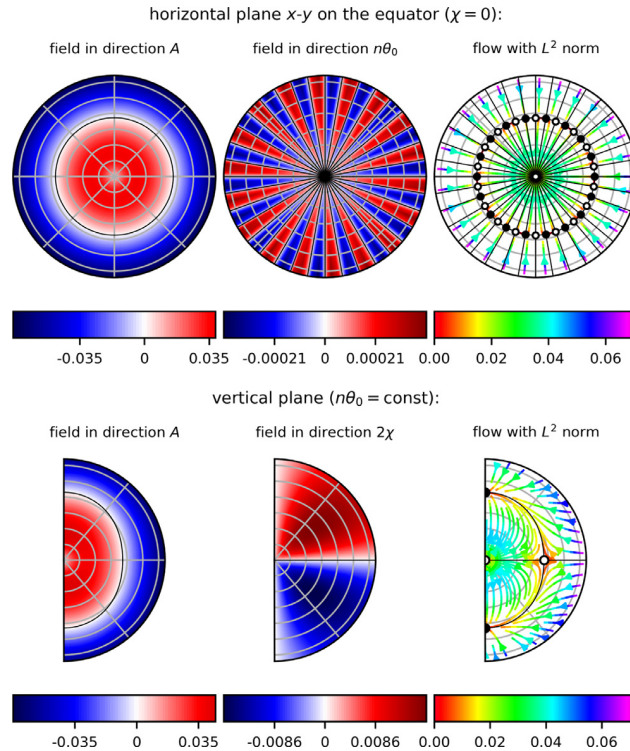 horizontal plane x-y on the equator (χ = 0):
field in direction A
field in direction nθ₀
flow with L² norm
-0.035 0 0.035
-0.00021 0 0.00021
0.00 0.02 0.04 0.06
vertical plane (nθ₀ = const):
field in direction A
field in direction 2χ
flow with L² norm
-0.035 0 0.035
-0.0086 0 0.0086
0.00 0.02 0.04 0.06